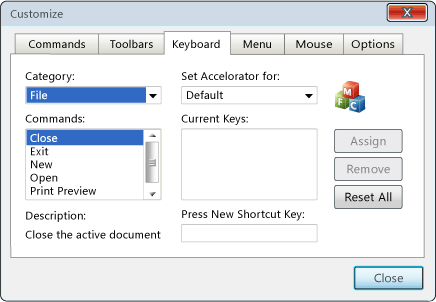 Customize
Commands Toolbars Keyboard Menu Mouse Options
Category: Set Accelorator for:
File Default
Commands: Current Keys:
Close
Exit
New
Open
Print Preview
M
F C
Assign
Remove
Reset All
Description: Press New Shortcut Key:
Close the active document
Close